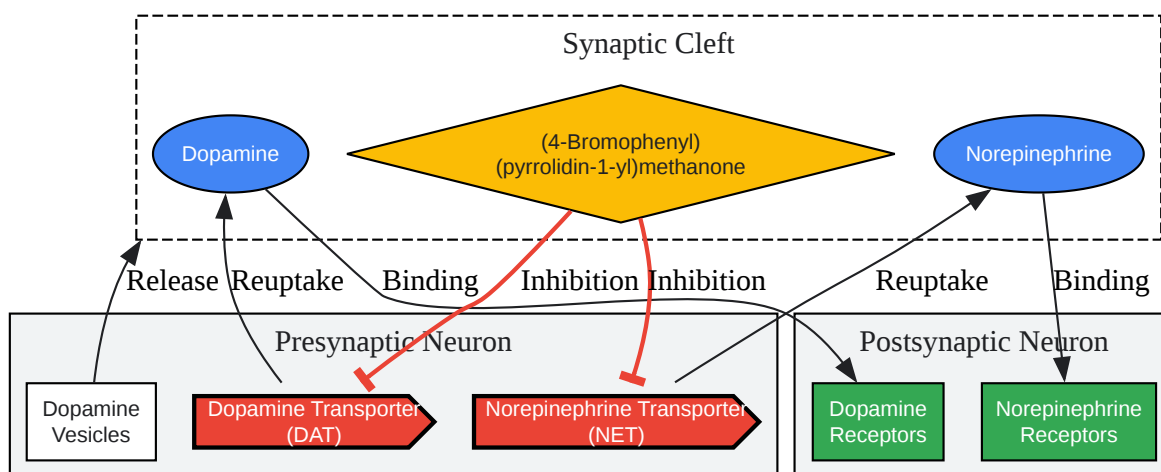 Synaptic Cleft
Dopamine
(4-Bromophenyl)
(pyrrolidin-1-yl)methanone
Norepinephrine
Release
Reuptake
Binding
Inhibition
Inhibition
Reuptake
Binding
Presynaptic Neuron
Postsynaptic Neuron
Dopamine
Vesicles
Dopamine Transporter
(DAT)
Norepinephrine Transporter
(NET)
Dopamine
Receptors
Norepinephrine
Receptors